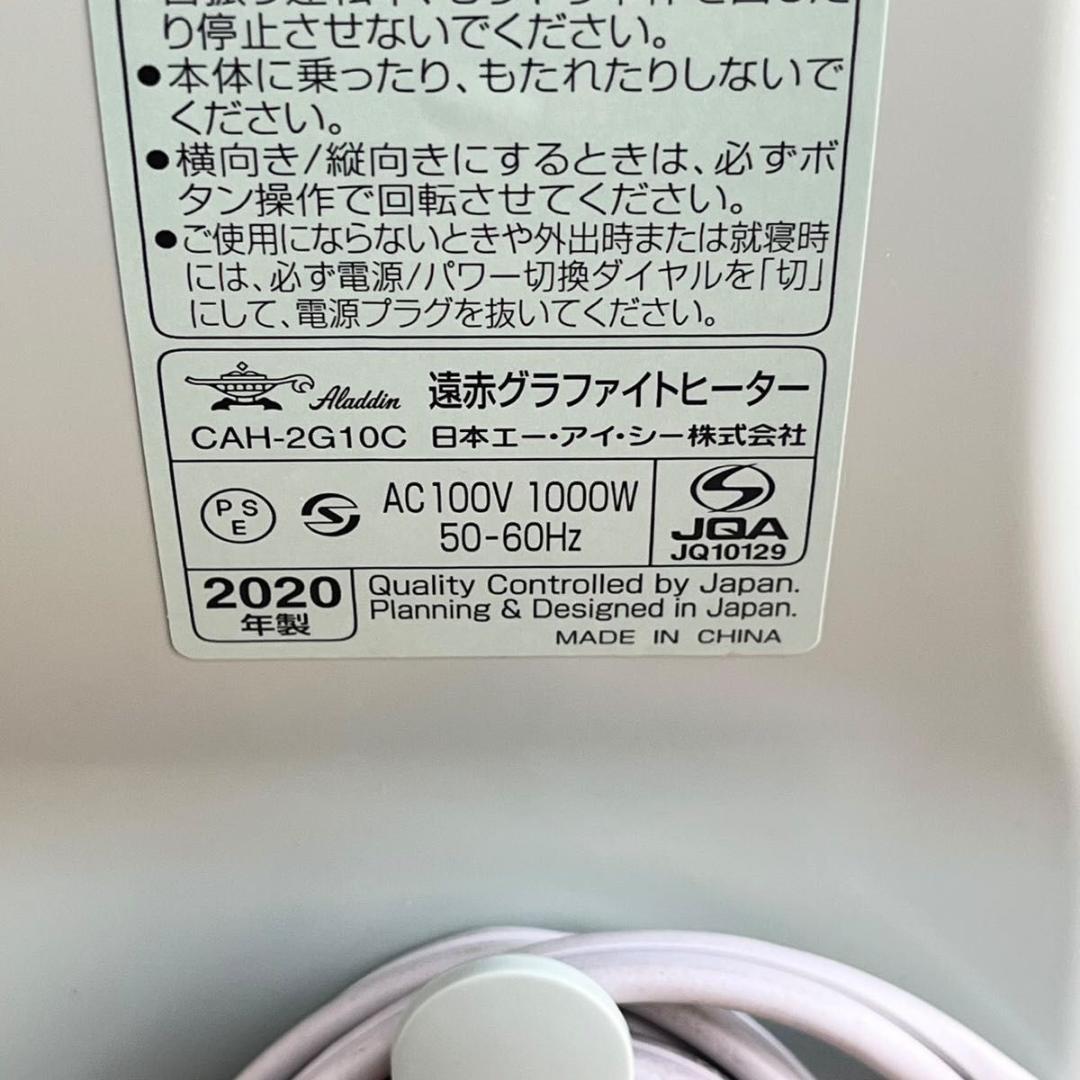 り停止させないでください。
●本体に乗ったり、もたれたりしないで
ください。
●横向き/縦向きにするときは、必ずボ
タン操作で回転させてください。
●ご使用にならないときや外出時または就寝時
には、必ず電源/パワー切換ダイヤルを「切」
にして、電源プラグを抜いてください。
Aladdin 遠赤グラファイトヒーター
CAH-2G10C 日本エー・アイ・シー株式会社
PSE AC100V 1000W
50-60Hz
JQA
JQ10129
2020
年製
Quality Controlled by Japan.
Planning & Designed in Japan.
MADE IN CHINA